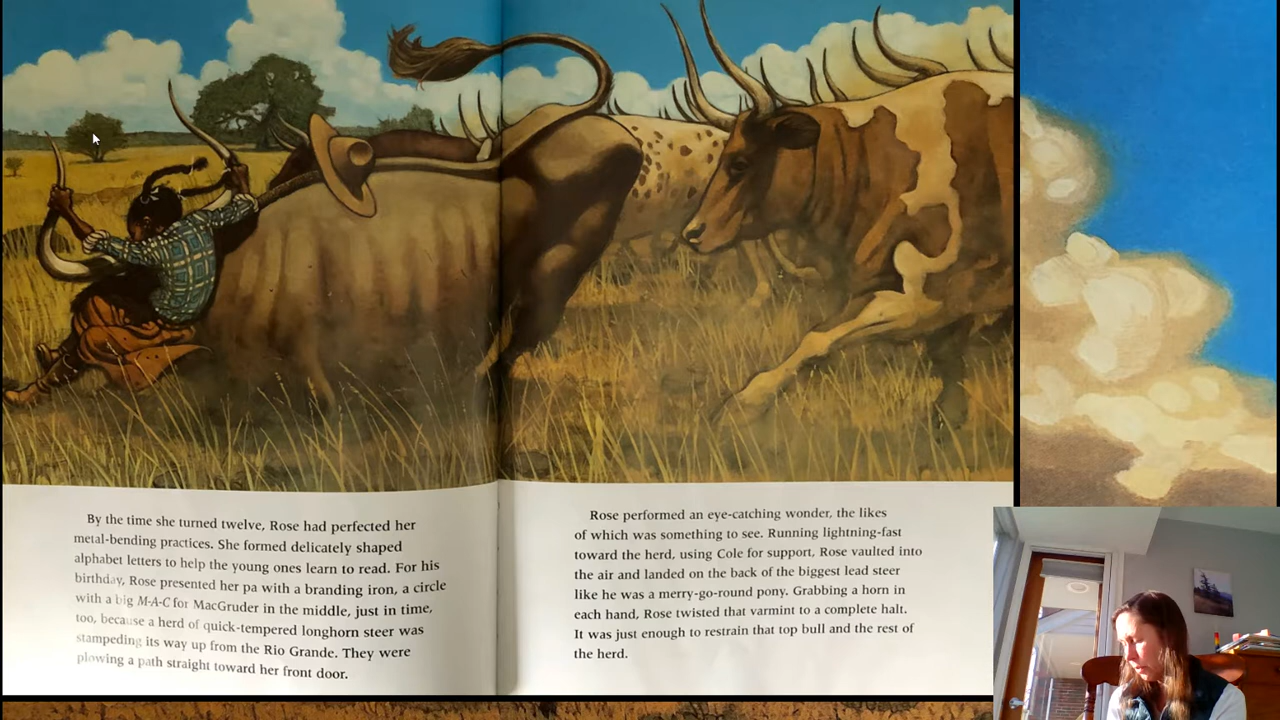 By the time she turned twelve, Rose had perfected her
metal-bending practices. She formed delicately shaped
alphabet letters to help the young ones learn to read. For his
birthday, Rose presented her pa with a branding iron, a circle
with a big M-A-C for MacGruder in the middle, just in time,
too, because a herd of quick-tempered longhorn steer was
stampeding its way up from the Rio Grande. They were
plowing a path straight toward her front door.
Rose performed an eye-catching wonder, the likes
of which was something to see. Running lightning-fast
toward the herd, using Cole for support, Rose vaulted into
the air and landed on the back of the biggest lead steer
like he was a merry-go-round pony. Grabbing a horn in
each hand, Rose twisted that varmint to a complete halt.
It was just enough to restrain that top bull and the rest of
the herd.